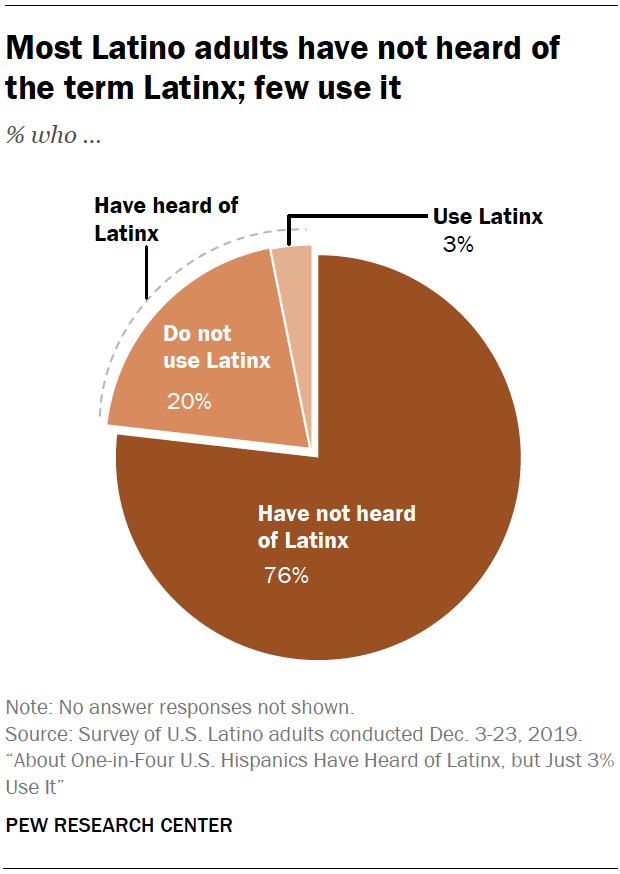 Most Latino adults have not heard of
the term Latinx; few use it
% who ...
Have heard of
Latinx
Use Latinx
3%
Do not
use Latinx
20%
Have not heard
of Latinx
76%
Note: No answer responses not shown.
Source: Survey of U.S. Latino adults conducted Dec. 3-23, 2019.
“About One-in-Four U.S. Hispanics Have Heard of Latinx, but Just 3%
Use It”
PEW RESEARCH CENTER